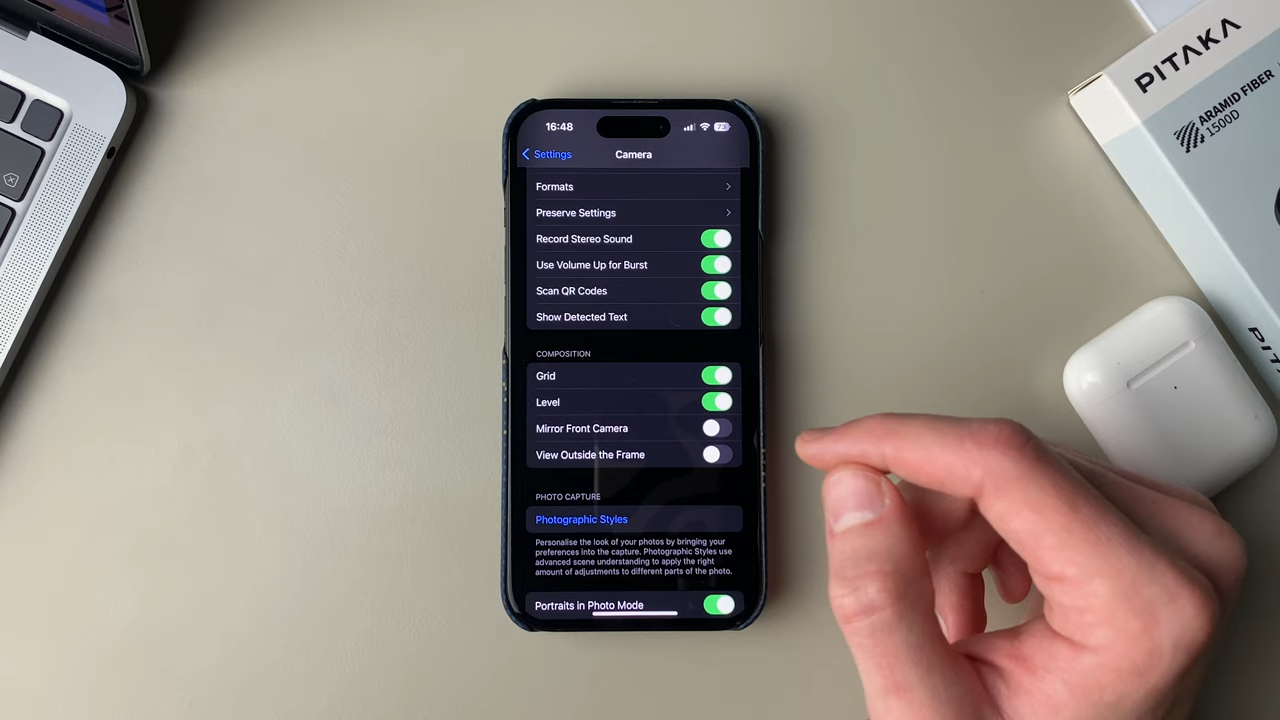 16:48
73
Settings
Camera
Formats
Preserve Settings
Record Stereo Sound
Use Volume Up for Burst
Scan QR Codes
Show Detected Text
COMPOSITION
Grid
Level
Mirror Front Camera
View Outside the Frame
PHOTO CAPTURE
Photographic Styles
Personalise the look of your photos by bringing your
preferences into the capture. Photographic Styles use
advanced scene understanding to apply the right
amount of adjustments to different parts of the photo.
Portraits in Photo Mode
PITAKA
ARAMID FIBER
1500D